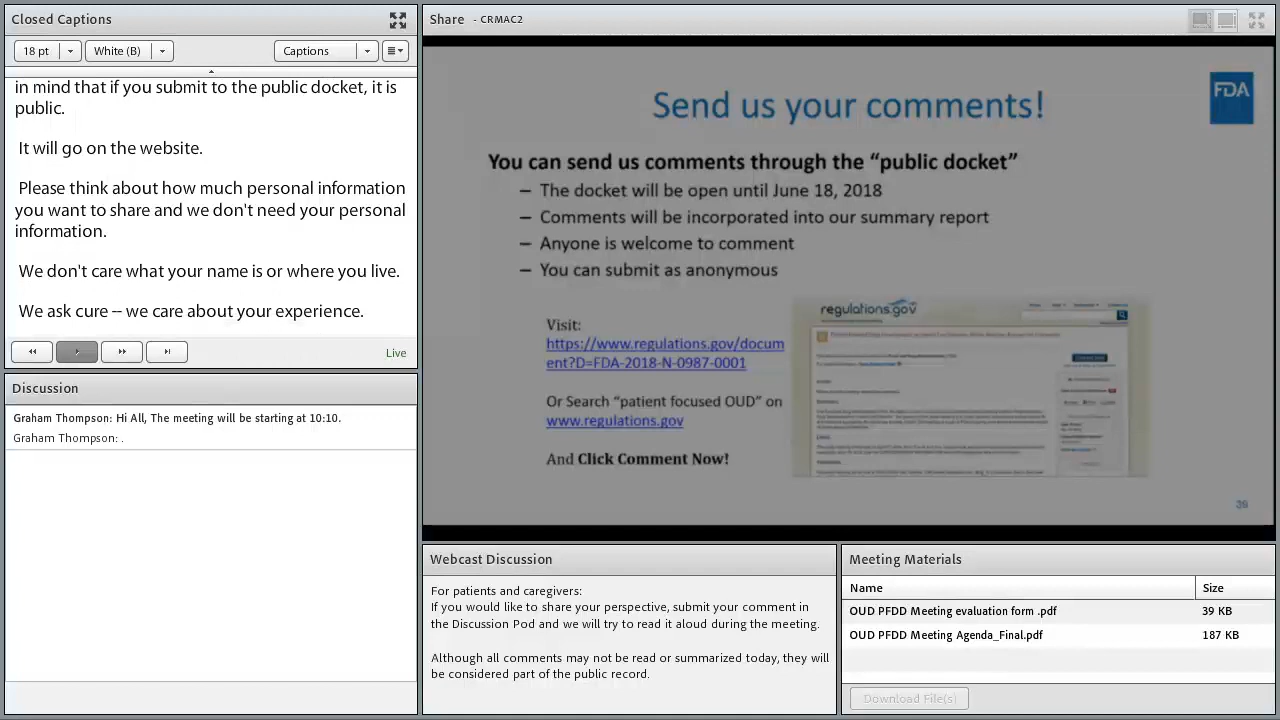 Closed Captions
18 pt
White (B)
Captions
in mind that if you submit to the public docket, it is
public.
It will go on the website.
Please think about how much personal information
you want to share and we don't need your personal
information.
We don't care what your name is or where you live.
We ask cure -- we care about your experience.
Live
Discussion
Graham Thompson: Hi All, The meeting will be starting at 10:10.
Graham Thompson: .
Share - CRMAC2
FDA
Send us your comments!
You can send us comments through the “public docket”
– The docket will be open until June 18, 2018
– Comments will be incorporated into our summary report
– Anyone is welcome to comment
– You can submit as anonymous
Visit:
https://www.regulations.gov/docum
ent?D=FDA-2018-N-0987-0001
Or Search “patient focused OUD” on
www.regulations.gov
And Click Comment Now!
regulations.gov
39
Webcast Discussion
For patients and caregivers:
If you would like to share your perspective, submit your comment in
the Discussion Pod and we will try to read it aloud during the meeting.
Although all comments may not be read or summarized today, they will
be considered part of the public record.
Meeting Materials
Name Size
OUD PFDD Meeting evaluation form .pdf 39 KB
OUD PFDD Meeting Agenda_Final.pdf 187 KB
Download File(s)